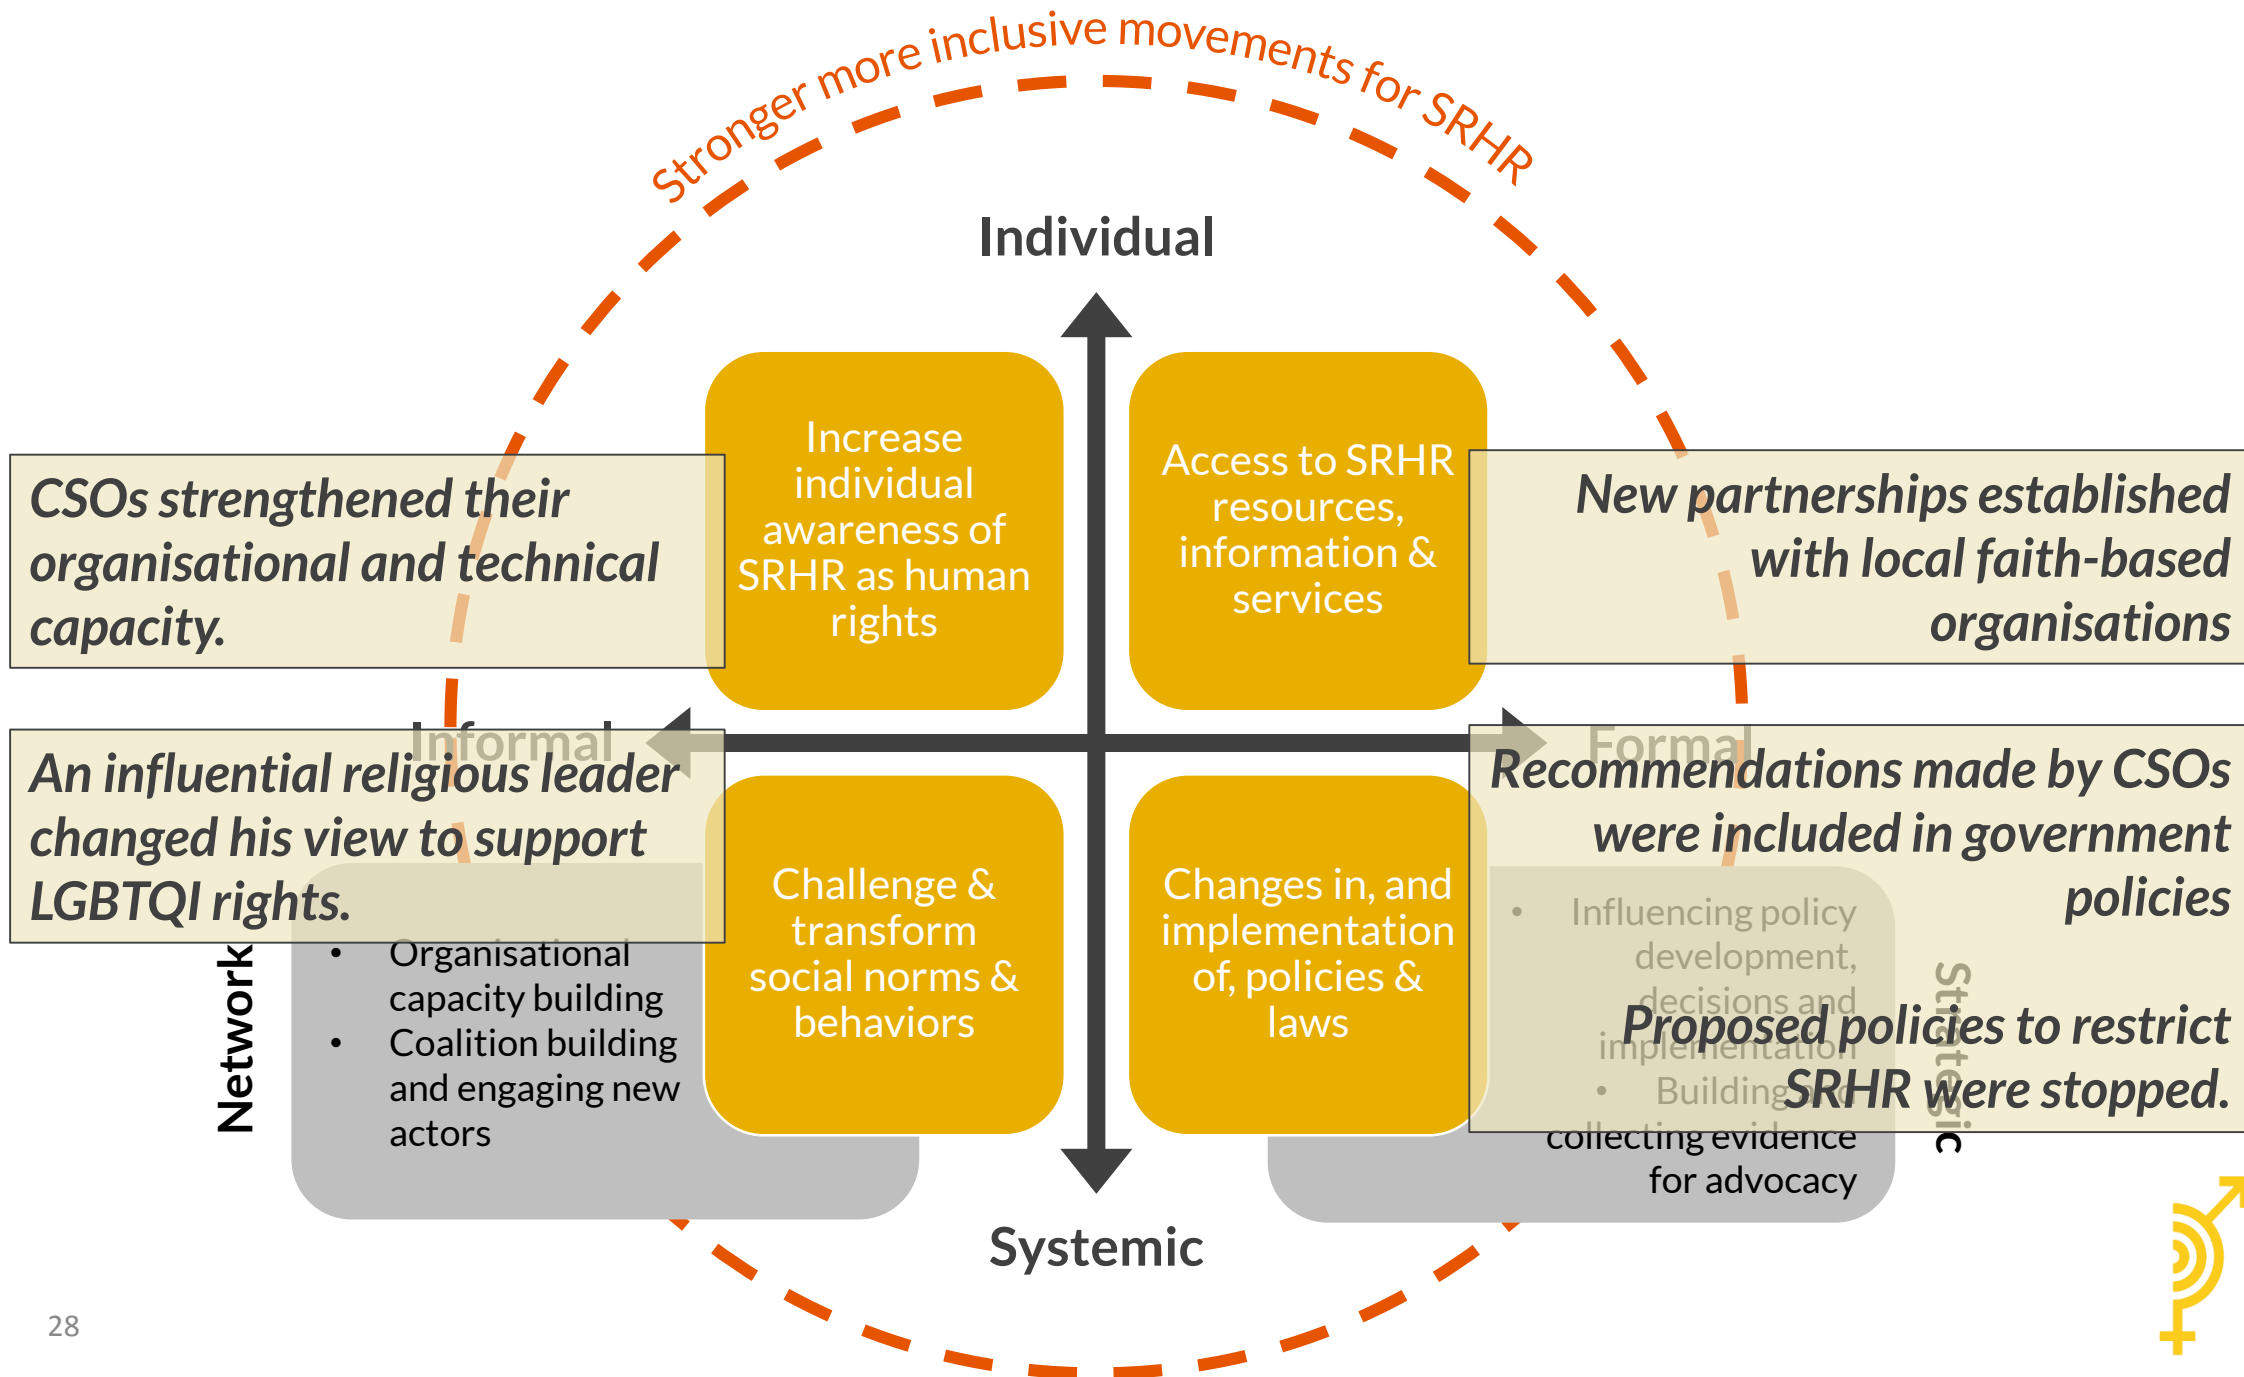 Stronger more inclusive movements for SRHR
Individual
Increase
individual
awareness of
SRHR as human
rights
Access to SRHR
resources,
information &
services
CSOs strengthened their
organisational and technical
capacity.
New partnerships established
with local faith-based
organisations
Informal
Formal
An influential religious leader
changed his view to support
LGBTQI rights.
Recommendations made by CSOs
were included in government
policies
Proposed policies to restrict
SRHR were stopped.
Challenge &
transform
social norms &
behaviors
Changes in, and
implementation
of, policies &
laws
Network
• Organisational
capacity building
• Coalition building
and engaging new
actors
• Influencing policy
development,
decisions and
implementation
• Building and
collecting evidence
for advocacy
Strategic
Systemic
28